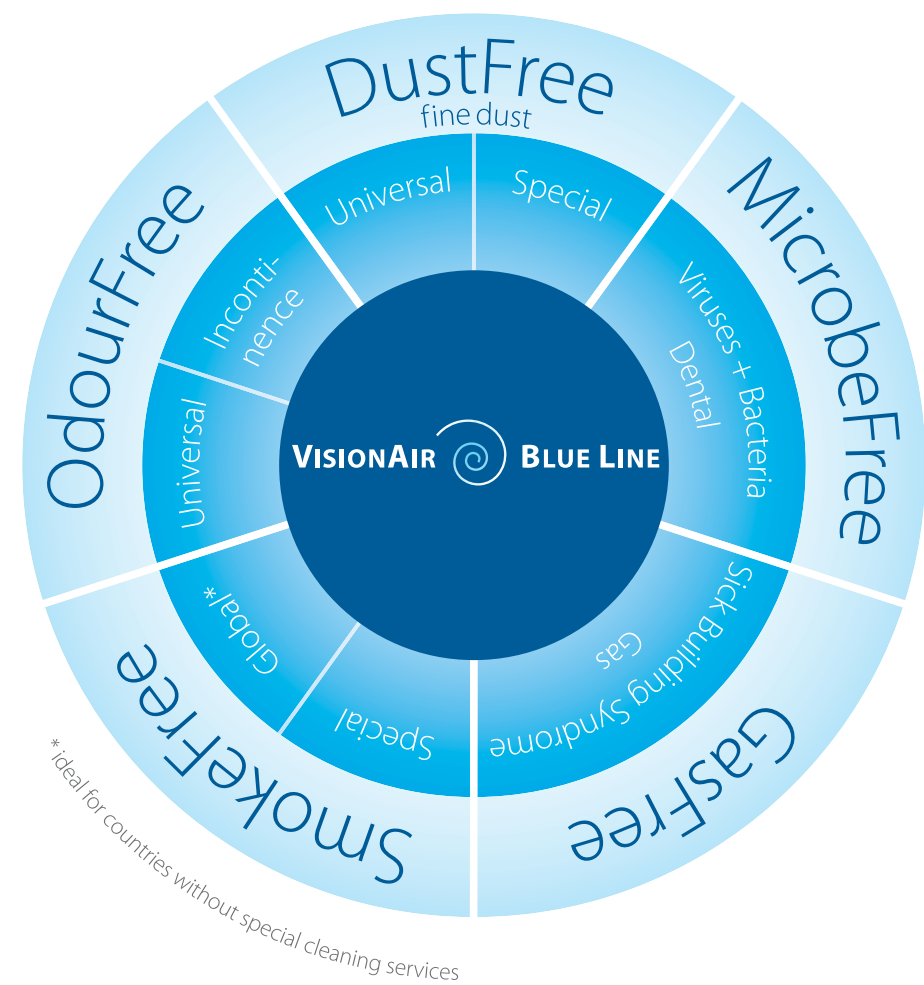 DustFree
fine dust
Universal
Special
MicrobeFree
Viruses + Bacteria
Dental
GasFree
Sick Building Syndrome
Gas
SmokeFree
Special
Global*
OdourFree
Universal
Inconti-
nence
VISIONAIR BLUE LINE
* ideal for countries without special cleaning services